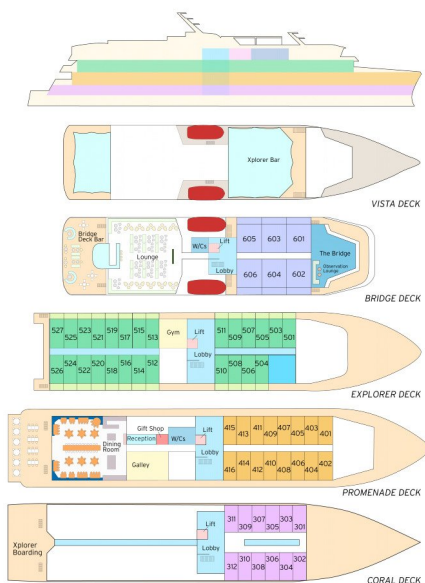 Xplorer Bar
VISTA DECK
Bridge
Deck Bar
Lounge
W/Cs
Lift
Lobby
605 603 601
606 604 602
The Bridge
Observation
Lounge
BRIDGE DECK
527 523 519 515
525 521 517 513
524 520 516 512
526 522 518 514
Gym
Lift
Lobby
511 507 503
509 505 501
508 504
510 506
EXPLORER DECK
Dining
Room
Gift Shop
Reception
W/Cs
Galley
Lift
Lobby
415 411 407 403
413 409 405 401
414 410 406 402
416 412 408 404
PROMENADE DECK
Xplorer
Boarding
Lift
Lobby
311 307 303
309 305 301
310 306 302
312 308 304
CORAL DECK